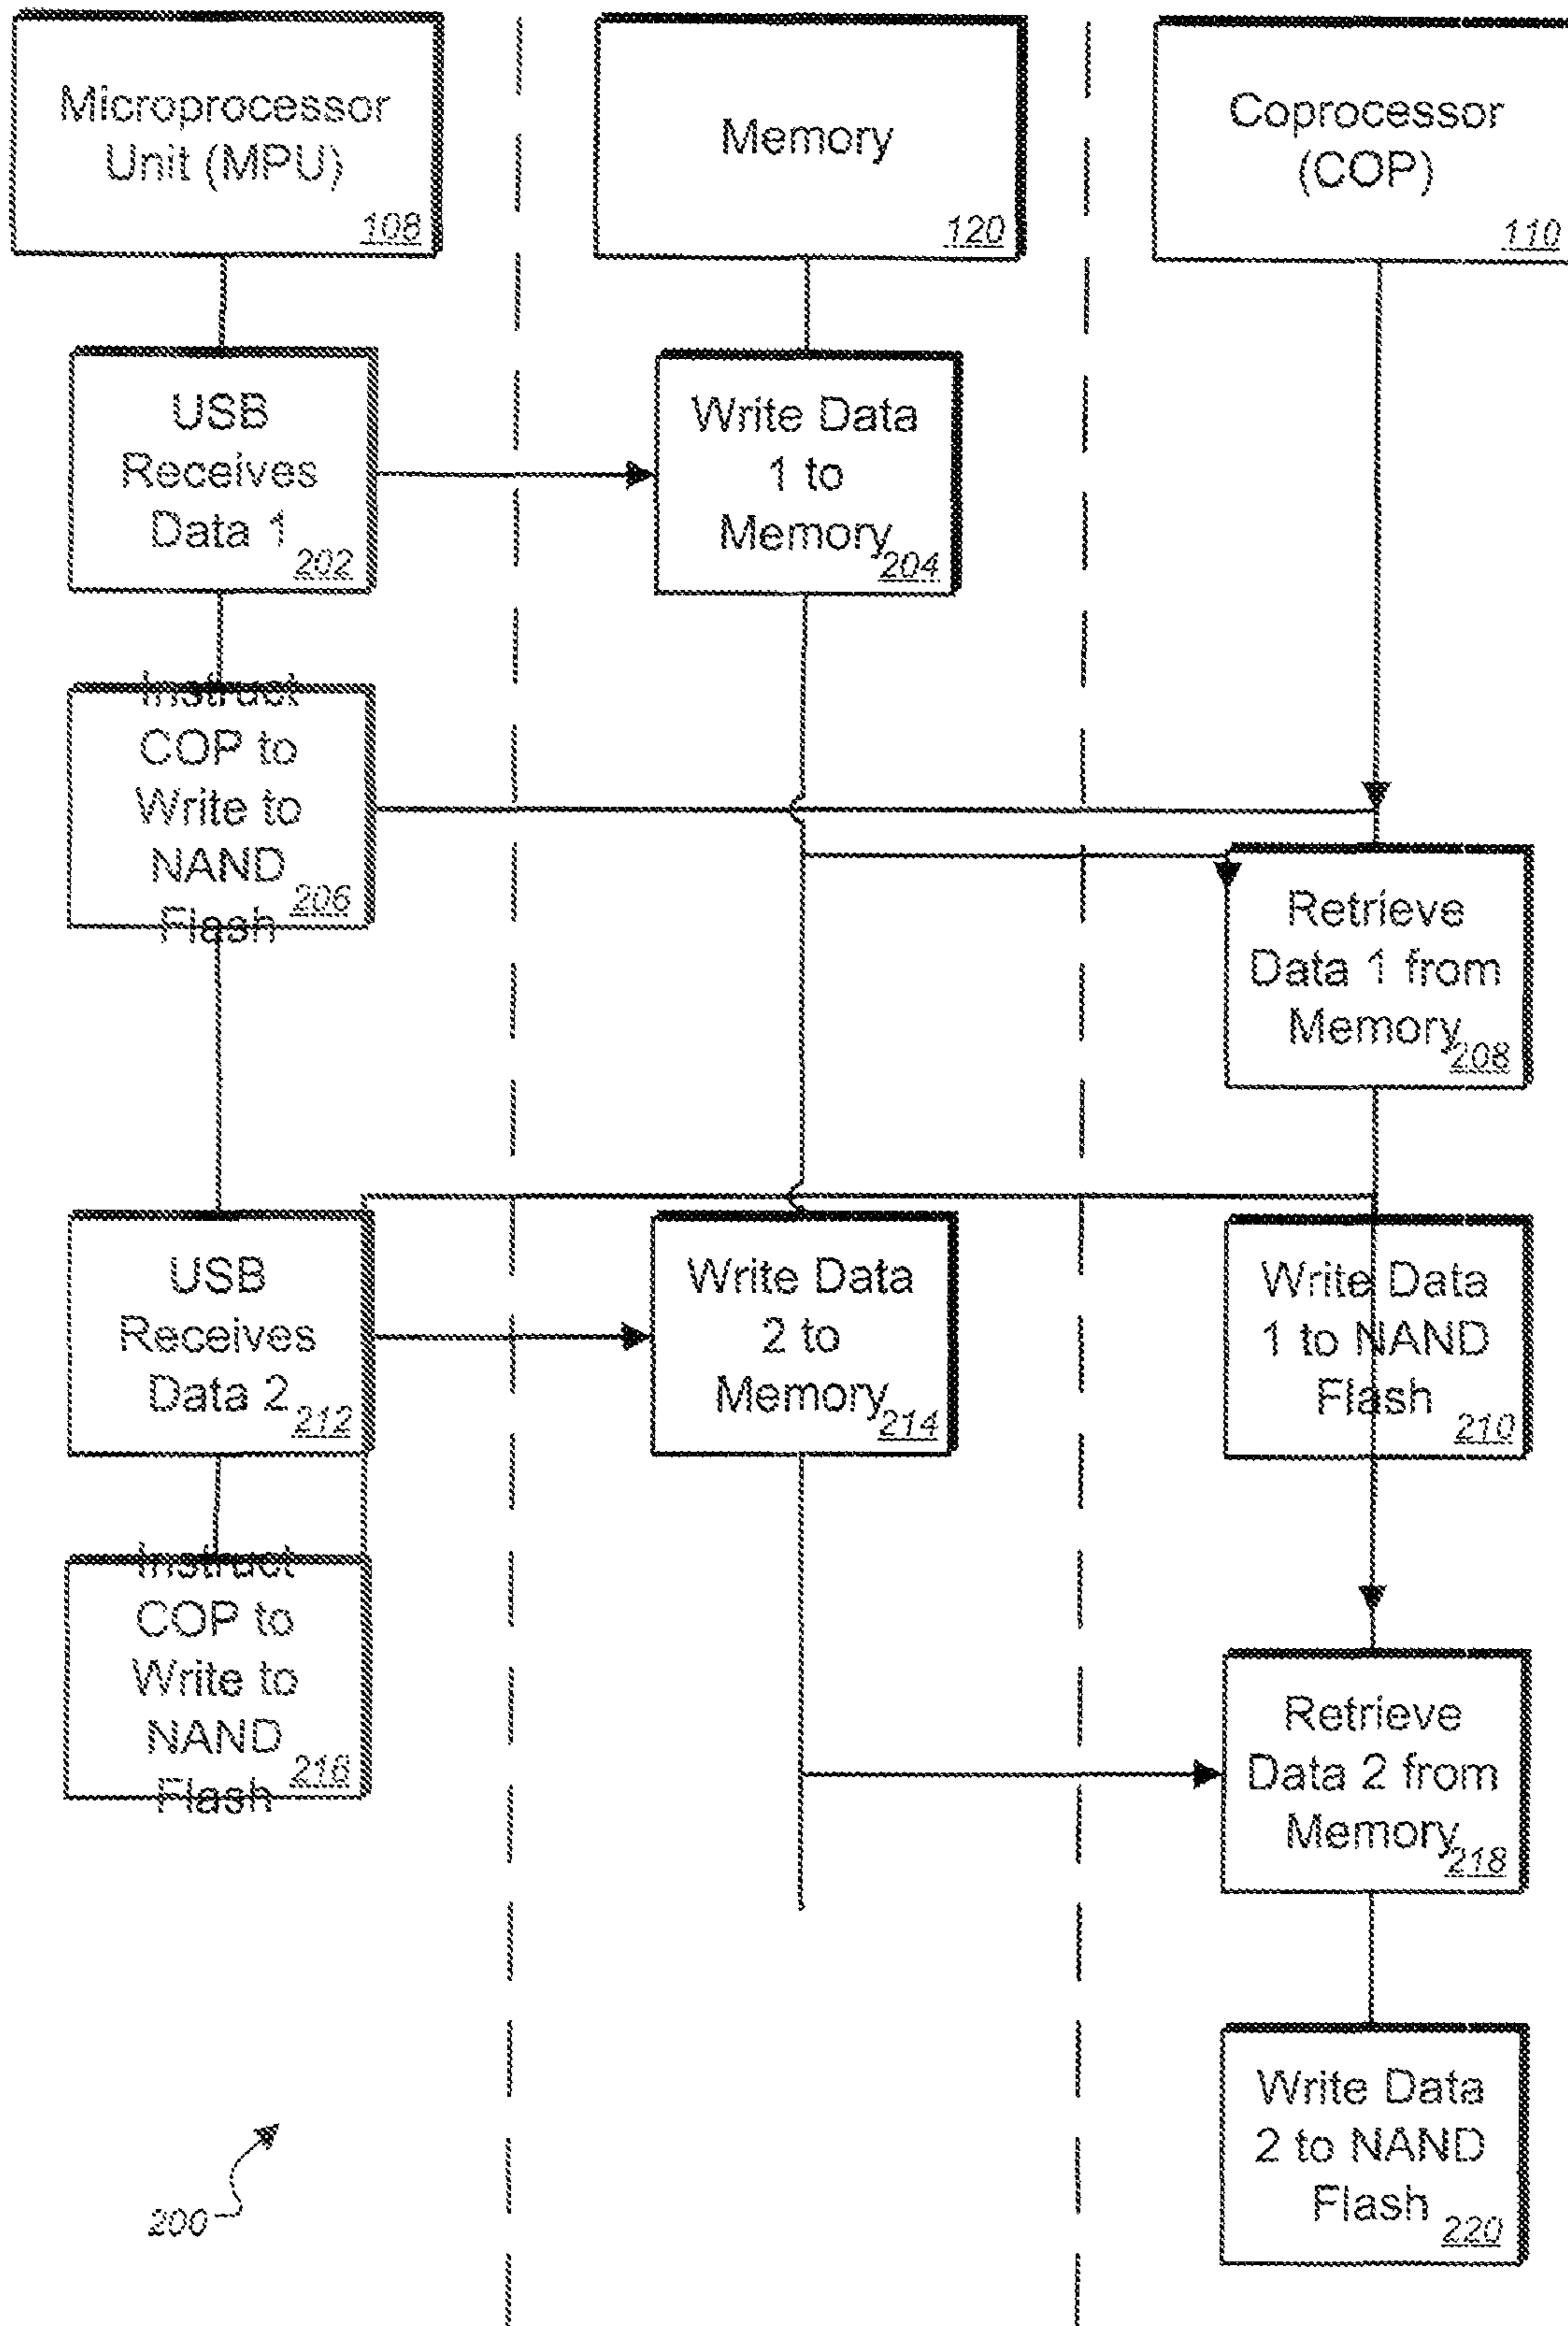 Microprocessor
Unit (MPU)
108
Memory
120
Coprocessor
(COP)
110
USB
Receives
Data 1
202
Write Data
1 to
Memory
204
Instruct
COP to
Write to
NAND
Flash
206
Retrieve
Data 1 from
Memory
208
USB
Receives
Data 2
212
Write Data
2 to
Memory
214
Write Data
1 to NAND
Flash
210
Instruct
COP to
Write to
NAND
Flash
216
Retrieve
Data 2 from
Memory
218
Write Data
2 to NAND
Flash
220
200